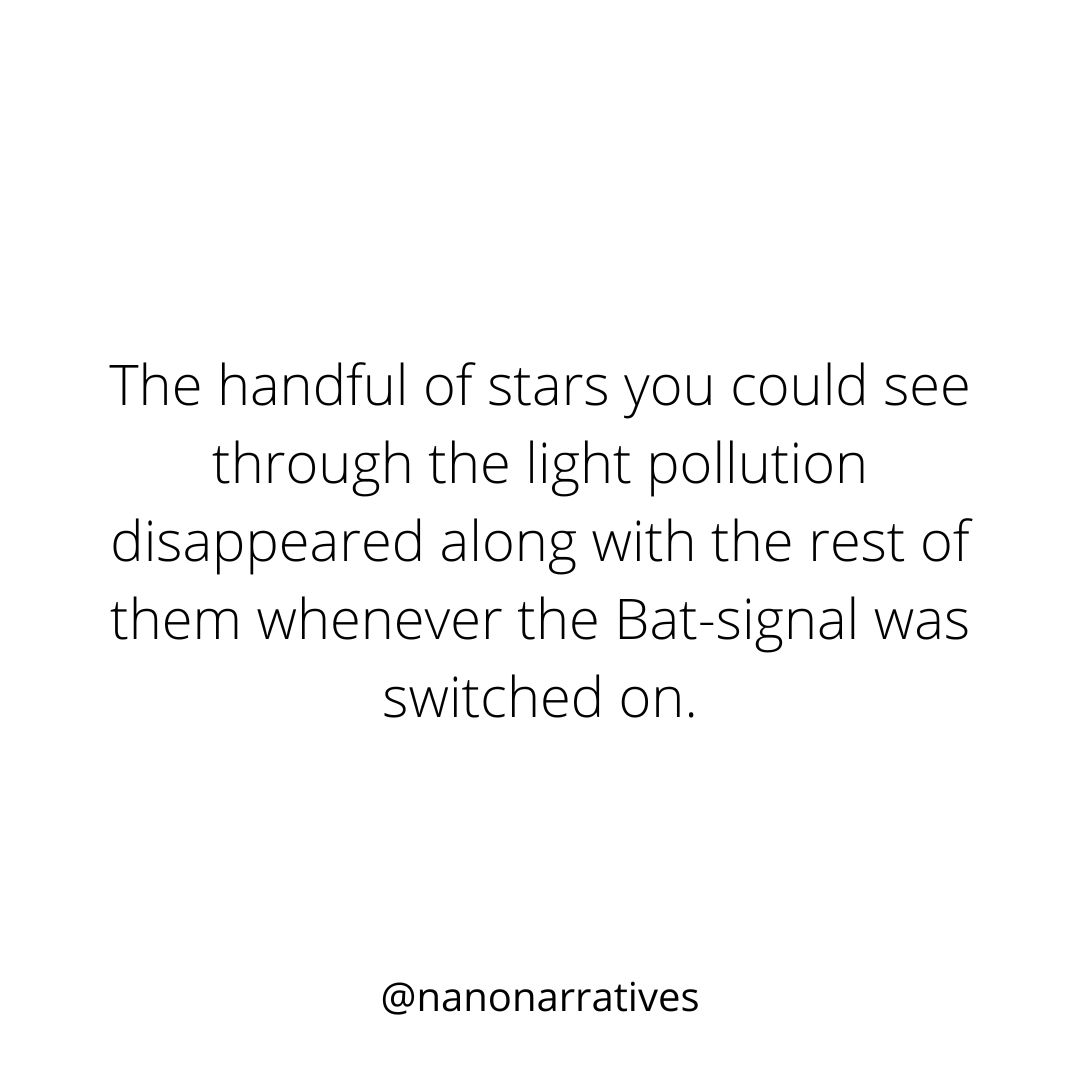 The handful of stars you could see
through the light pollution
disappeared along with the rest of
them whenever the Bat-signal was
switched on.
@nanonarratives